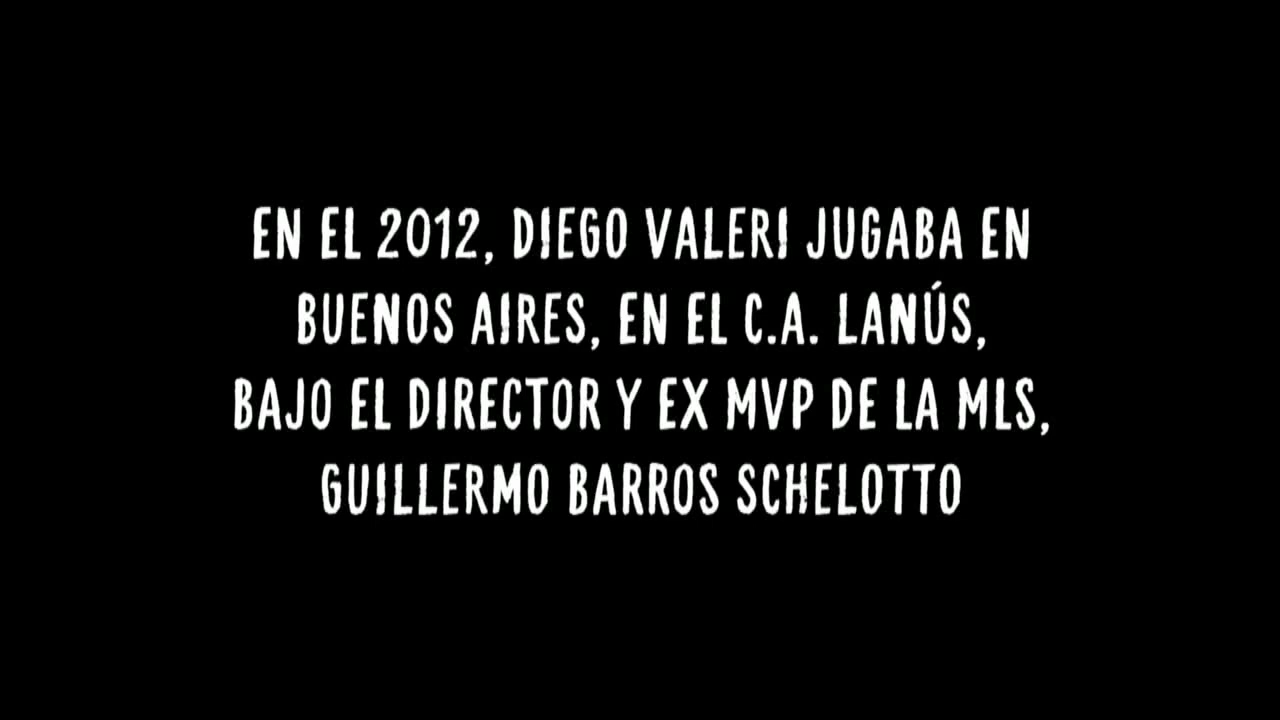 EN EL 2012, DIEGO VALERI JUGABA EN
BUENOS AIRES, EN EL C.A. LANÚS,
BAJO EL DIRECTOR Y EX MVP DE LA MLS,
GUILLERMO BARROS SCHELOTTO